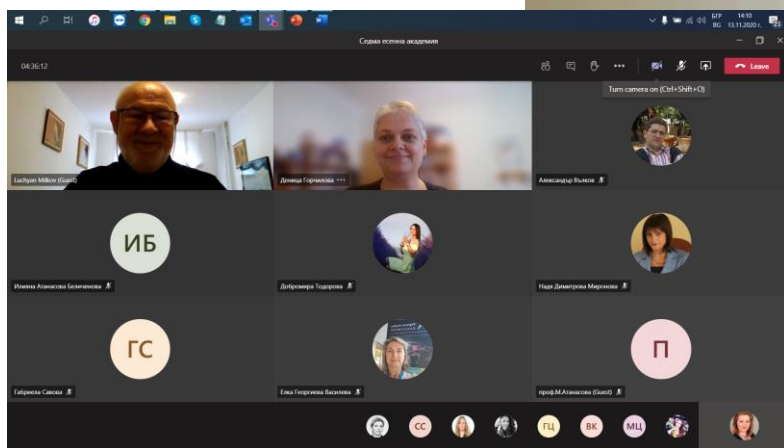 БГР 14:10
BG 13.11.2020 г.
Седма есенна академия
04:36:12
Leave
Turn camera on (Ctrl+Shift+O)
Luchyan Milkov (Guest)
Деница Горчилова
Александър Вълков
ИБ
Илияна Атанасова Беличенова
Добромира Тодорова
Надя Димитрова Миронова
ГС
Габриела Савова
Елка Георгиева Василева
П
проф.М.Атанасова (Guest)
СС
ГЦ
ВК
МЦ